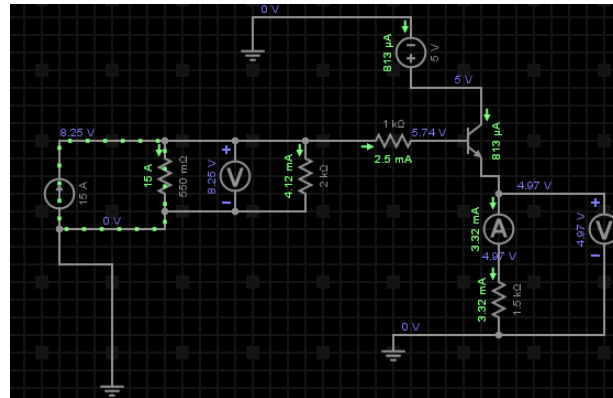 0 V
813 µA
5 V
5 V
813 µA
8.25 V
1 kΩ
5.74 V
2.5 mA
15 A
15 A
550 mΩ
+
V
−
8.25 V
4.12 mA
2 kΩ
0 V
4.97 V
3.32 mA
A
4.97 V
+
V
−
4.97 V
3.32 mA
1.5 kΩ
0 V